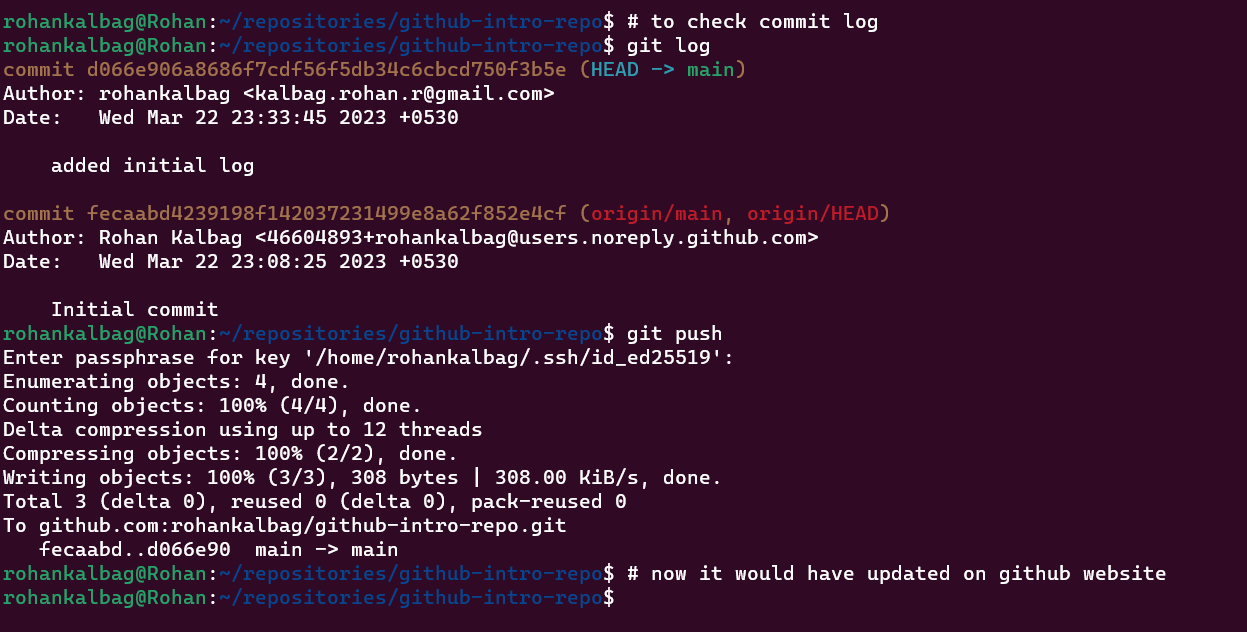 rohankalbag@Rohan:~/repositories/github-intro-repo$ # to check commit log
rohankalbag@Rohan:~/repositories/github-intro-repo$ git log
commit d066e906a8686f7cdf56f5db34c6cbcd750f3b5e (HEAD -> main)
Author: rohankalbag <kalbag.rohan.r@gmail.com>
Date:   Wed Mar 22 23:33:45 2023 +0530

    added initial log

commit fecaabd4239198f142037231499e8a62f852e4cf (origin/main, origin/HEAD)
Author: Rohan Kalbag <46604893+rohankalbag@users.noreply.github.com>
Date:   Wed Mar 22 23:08:25 2023 +0530

    Initial commit
rohankalbag@Rohan:~/repositories/github-intro-repo$ git push
Enter passphrase for key '/home/rohankalbag/.ssh/id_ed25519':
Enumerating objects: 4, done.
Counting objects: 100% (4/4), done.
Delta compression using up to 12 threads
Compressing objects: 100% (2/2), done.
Writing objects: 100% (3/3), 308 bytes | 308.00 KiB/s, done.
Total 3 (delta 0), reused 0 (delta 0), pack-reused 0
To github.com:rohankalbag/github-intro-repo.git
   fecaabd..d066e90  main -> main
rohankalbag@Rohan:~/repositories/github-intro-repo$ # now it would have updated on github website
rohankalbag@Rohan:~/repositories/github-intro-repo$